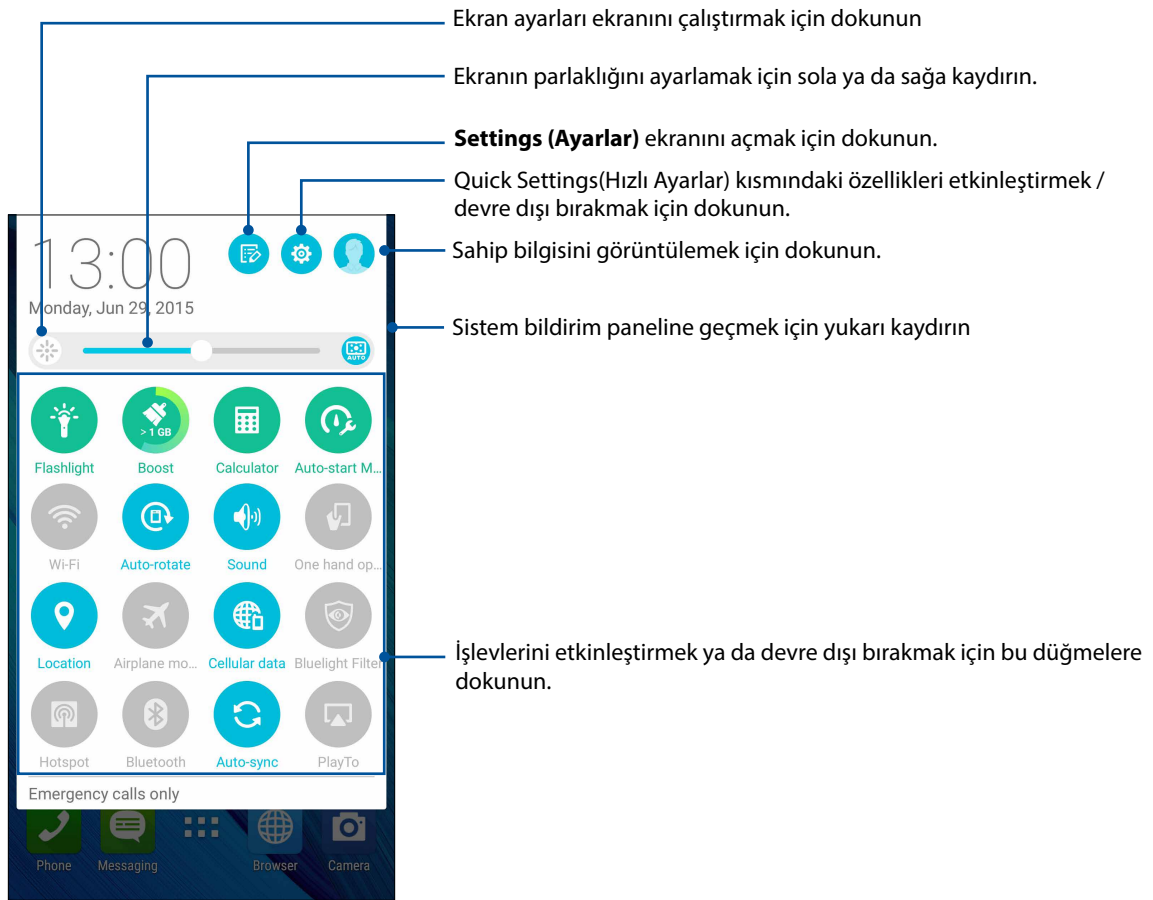 Ekran ayarları ekranını çalıştırmak için dokunun
Ekranın parlaklığını ayarlamak için sola ya da sağa kaydırın.
Settings (Ayarlar) ekranını açmak için dokunun.
Quick Settings(Hızlı Ayarlar) kısmındaki özellikleri etkinleştirmek /
devre dışı bırakmak için dokunun.
Sahip bilgisini görüntülemek için dokunun.
Sistem bildirim paneline geçmek için yukarı kaydırın
İşlevlerini etkinleştirmek ya da devre dışı bırakmak için bu düğmelere
dokunun.
13:00
Monday, Jun 29, 2015
AUTO
> 1 GB
Flashlight Boost Calculator Auto-start M...
Wi-Fi Auto-rotate Sound One hand op...
Location Airplane mo... Cellular data Bluelight Filter
Hotspot Bluetooth Auto-sync PlayTo
Emergency calls only
Phone Messaging Browser Camera